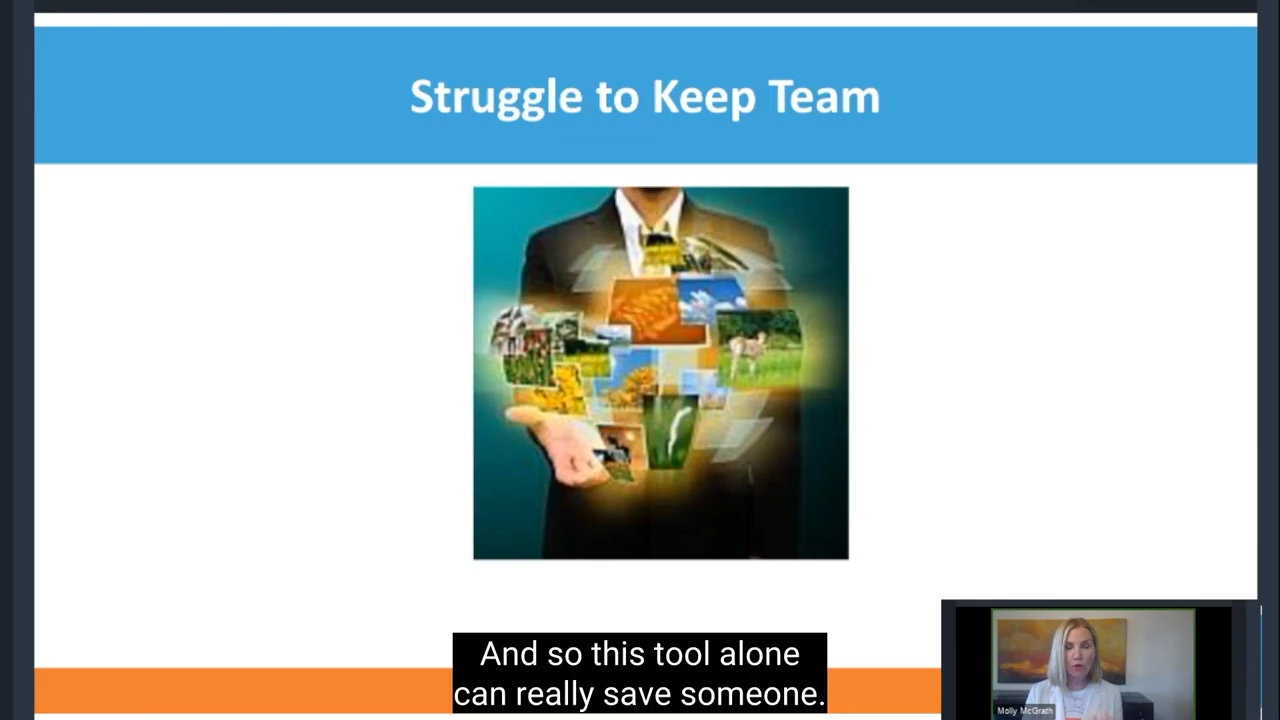 Struggle to Keep Team
And so this tool alone
can really save someone.
Molly McGrath